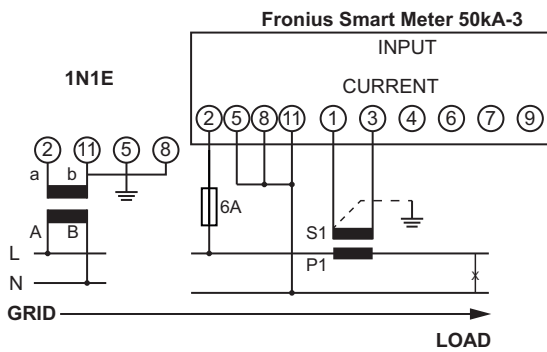 Fronius Smart Meter 50kA-3
INPUT
1N1E
CURRENT
2 5 8 11 1 3 4 6 7 9
2 11 5 8
a b
6A
A B
S1
L
P1
x
N
GRID
LOAD